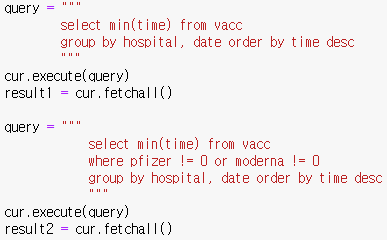 query = """
select min(time) from vacc
group by hospital, date order by time desc
"""
cur.execute(query)
result1 = cur.fetchall()
query = """
select min(time) from vacc
where pfizer != 0 or moderna != 0
group by hospital, date order by time desc
"""
cur.execute(query)
result2 = cur.fetchall()